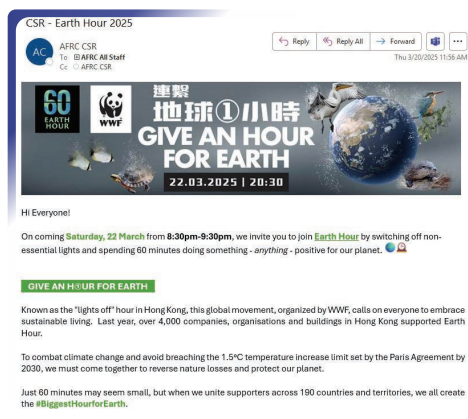 CSR - Earth Hour 2025
AC
AFRC CSR
To AFRC All Staff
Cc AFRC CSR
Reply
Reply All
Forward
Thu 3/20/2025 11:56 AM
60
EARTH
HOUR
WWF
連繫
地球①小時
GIVE AN HOUR
FOR EARTH
22.03.2025 | 20:30
Hi Everyone!
On coming Saturday, 22 March from 8:30pm-9:30pm, we invite you to join Earth Hour by switching off non-
essential lights and spending 60 minutes doing something - anything - positive for our planet.
GIVE AN H①UR FOR EARTH
Known as the "lights off" hour in Hong Kong, this global movement, organized by WWF, calls on everyone to embrace
sustainable living. Last year, over 4,000 companies, organisations and buildings in Hong Kong supported Earth
Hour.
To combat climate change and avoid breaching the 1.5°C temperature increase limit set by the Paris Agreement by
2030, we must come together to reverse nature losses and protect our planet.
Just 60 minutes may seem small, but when we unite supporters across 190 countries and territories, we all create
the #BiggestHourforEarth.